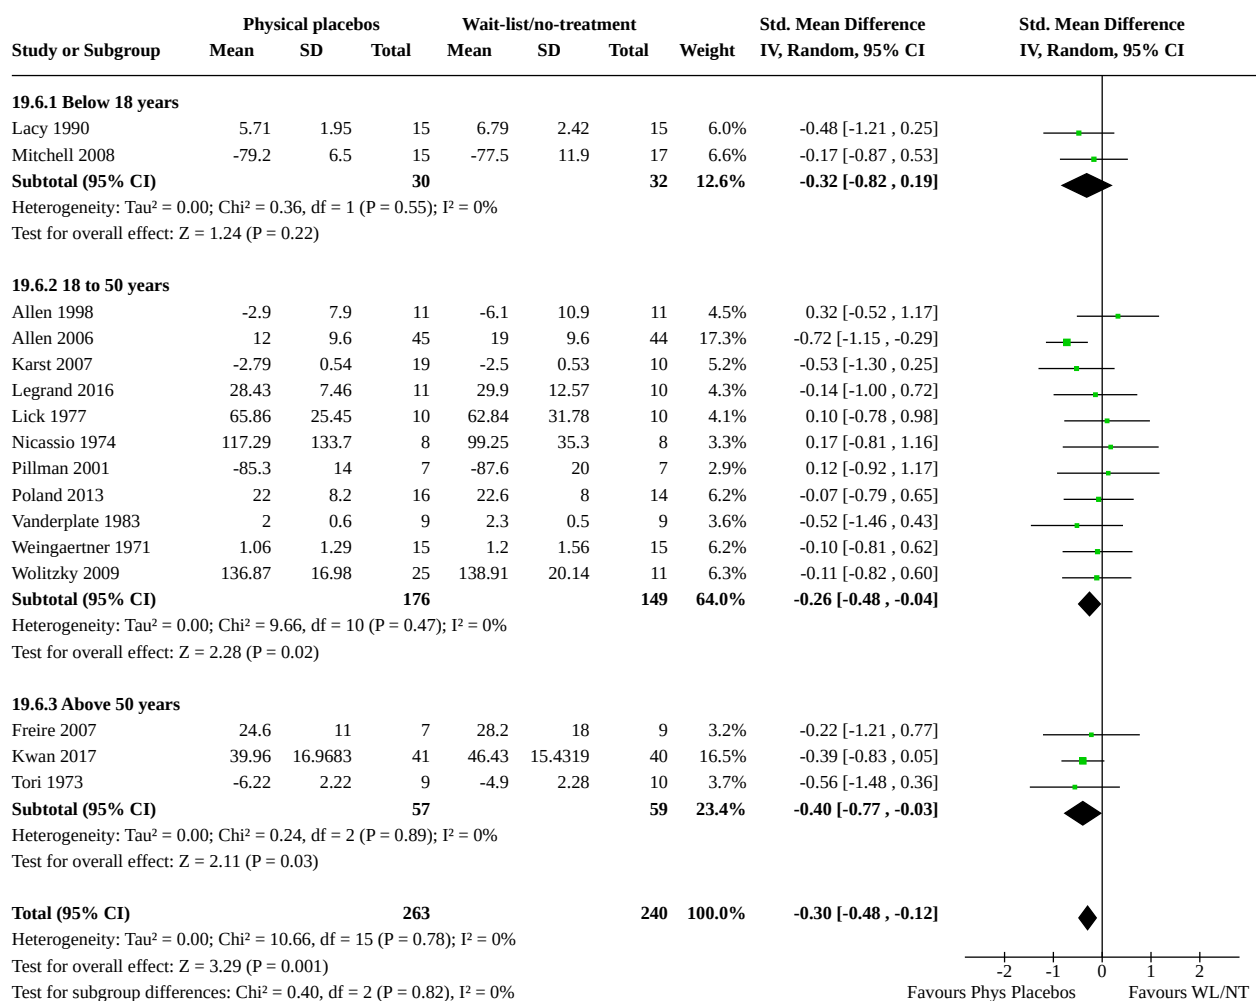 Physical placebos Wait-list/no-treatment Std. Mean Difference Std. Mean Difference
Study or Subgroup Mean SD Total Mean SD Total Weight IV, Random, 95% CI IV, Random, 95% CI
19.6.1 Below 18 years
Lacy 1990 5.71 1.95 15 6.79 2.42 15 6.0% -0.48 [-1.21 , 0.25]
Mitchell 2008 -79.2 6.5 15 -77.5 11.9 17 6.6% -0.17 [-0.87 , 0.53]
Subtotal (95% CI) 30 32 12.6% -0.32 [-0.82 , 0.19]
Heterogeneity: Tau² = 0.00; Chi² = 0.36, df = 1 (P = 0.55); I² = 0%
Test for overall effect: Z = 1.24 (P = 0.22)
19.6.2 18 to 50 years
Allen 1998 -2.9 7.9 11 -6.1 10.9 11 4.5% 0.32 [-0.52 , 1.17]
Allen 2006 12 9.6 45 19 9.6 44 17.3% -0.72 [-1.15 , -0.29]
Karst 2007 -2.79 0.54 19 -2.5 0.53 10 5.2% -0.53 [-1.30 , 0.25]
Legrand 2016 28.43 7.46 11 29.9 12.57 10 4.3% -0.14 [-1.00 , 0.72]
Lick 1977 65.86 25.45 10 62.84 31.78 10 4.1% 0.10 [-0.78 , 0.98]
Nicassio 1974 117.29 133.7 8 99.25 35.3 8 3.3% 0.17 [-0.81 , 1.16]
Pillman 2001 -85.3 14 7 -87.6 20 7 2.9% 0.12 [-0.92 , 1.17]
Poland 2013 22 8.2 16 22.6 8 14 6.2% -0.07 [-0.79 , 0.65]
Vanderplate 1983 2 0.6 9 2.3 0.5 9 3.6% -0.52 [-1.46 , 0.43]
Weingaertner 1971 1.06 1.29 15 1.2 1.56 15 6.2% -0.10 [-0.81 , 0.62]
Wolitzky 2009 136.87 16.98 25 138.91 20.14 11 6.3% -0.11 [-0.82 , 0.60]
Subtotal (95% CI) 176 149 64.0% -0.26 [-0.48 , -0.04]
Heterogeneity: Tau² = 0.00; Chi² = 9.66, df = 10 (P = 0.47); I² = 0%
Test for overall effect: Z = 2.28 (P = 0.02)
19.6.3 Above 50 years
Freire 2007 24.6 11 7 28.2 18 9 3.2% -0.22 [-1.21 , 0.77]
Kwan 2017 39.96 16.9683 41 46.43 15.4319 40 16.5% -0.39 [-0.83 , 0.05]
Tori 1973 -6.22 2.22 9 -4.9 2.28 10 3.7% -0.56 [-1.48 , 0.36]
Subtotal (95% CI) 57 59 23.4% -0.40 [-0.77 , -0.03]
Heterogeneity: Tau² = 0.00; Chi² = 0.24, df = 2 (P = 0.89); I² = 0%
Test for overall effect: Z = 2.11 (P = 0.03)
Total (95% CI) 263 240 100.0% -0.30 [-0.48 , -0.12]
Heterogeneity: Tau² = 0.00; Chi² = 10.66, df = 15 (P = 0.78); I² = 0%
Test for overall effect: Z = 3.29 (P = 0.001) -2 -1 0 1 2
Test for subgroup differences: Chi² = 0.40, df = 2 (P = 0.82), I² = 0% Favours Phys Placebos Favours WL/NT